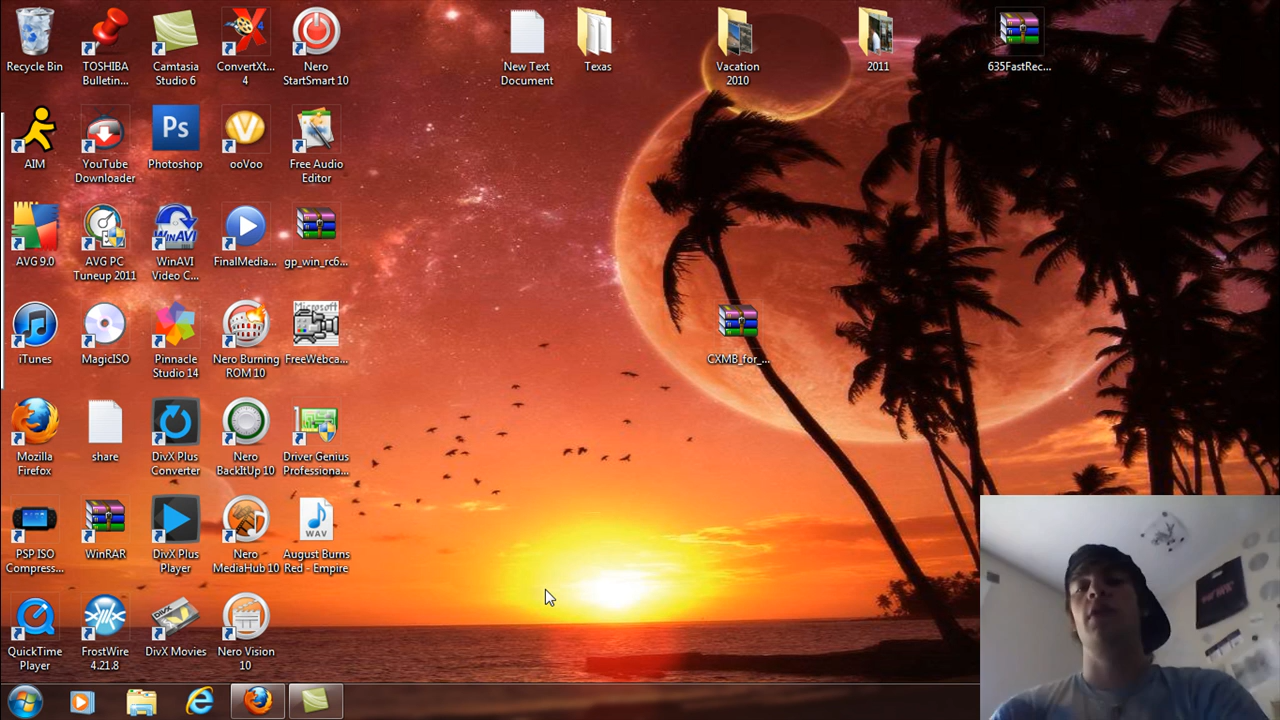 Recycle Bin
TOSHIBA
Bulletin...
Camtasia
Studio 6
ConvertXt...
4
Nero
StartSmart 10
New Text
Document
Texas
Vacation
2010
2011
635FastRec...
AIM
YouTube
Downloader
Ps
Photoshop
V
ooVoo
Free Audio
Editor
AVG 9.0
AVG PC
Tuneup 2011
WinAVI
WinAVI
Video C...
FinalMedia...
gp_win_rc6...
iTunes
MagicISO
Pinnacle
Studio 14
Nero Burning
ROM 10
Microsoft
FreeWebca...
CXMB_for_...
Mozilla
Firefox
share
DivX Plus
Converter
Nero
BackItUp 10
Driver Genius
Professiona...
PSP ISO
Compress...
WinRAR
DivX Plus
Player
Nero
MediaHub 10
WAV
August Burns
Red - Empire
QuickTime
Player
FrostWire
4.21.8
DivX Movies
Nero Vision
10